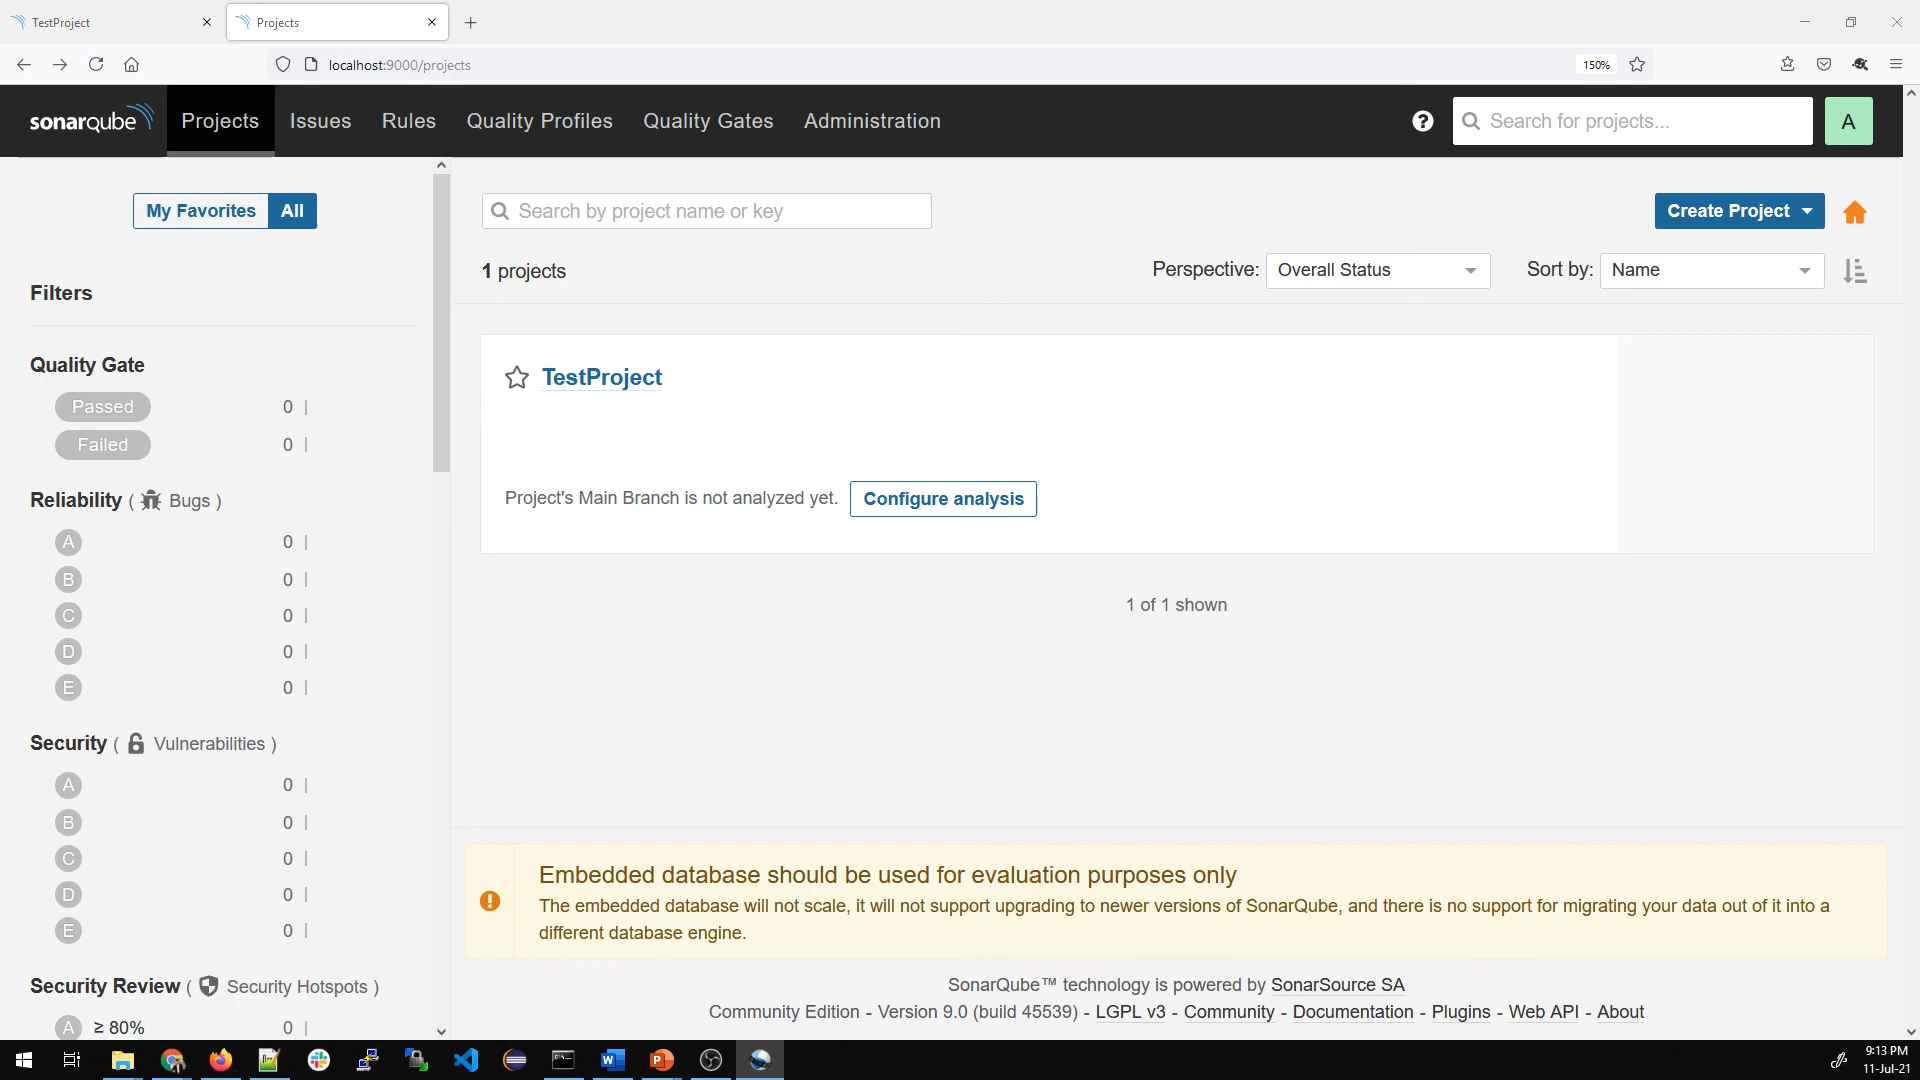 TestProject
Projects
localhost:9000/projects
150%
sonarqube
Projects
Issues
Rules
Quality Profiles
Quality Gates
Administration
?
Search for projects...
A
My Favorites
All
Search by project name or key
Create Project
1 projects
Perspective:
Overall Status
Sort by:
Name
Filters
Quality Gate
Passed
0
Failed
0
Reliability ( Bugs )
A
0
B
0
C
0
D
0
E
0
Security ( Vulnerabilities )
A
0
B
0
C
0
D
0
E
0
Security Review ( Security Hotspots )
A ≥ 80%
0
TestProject
Project's Main Branch is not analyzed yet.
Configure analysis
1 of 1 shown
Embedded database should be used for evaluation purposes only
The embedded database will not scale, it will not support upgrading to newer versions of SonarQube, and there is no support for migrating your data out of it into a
different database engine.
SonarQube™ technology is powered by SonarSource SA
Community Edition - Version 9.0 (build 45539) - LGPL v3 - Community - Documentation - Plugins - Web API - About
9:13 PM
11-Jul-21